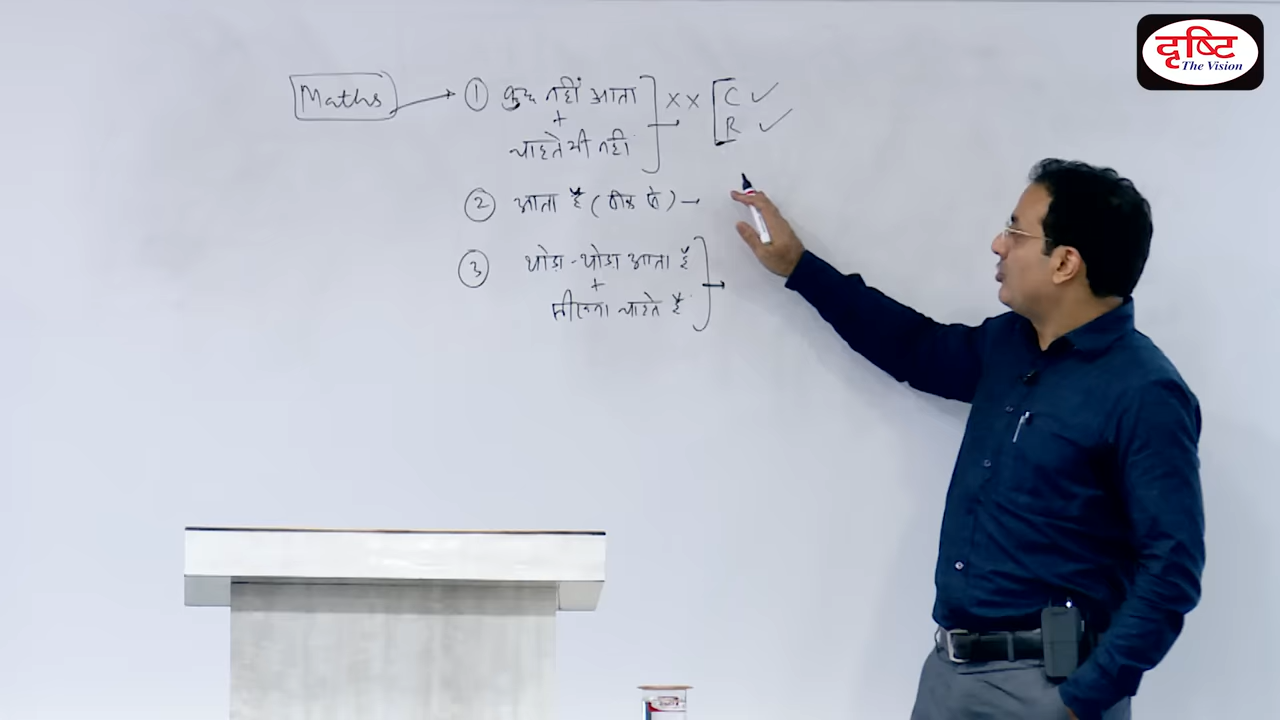 दृष्टि
The Vision
Maths → ① कुछ नहीं आता
+
चाहते भी नहीं
X X
C ✓
R ✓
② आता है (ठीक से) →
③ थोड़ा-थोड़ा आता है
+
सीखना चाहते हैं →